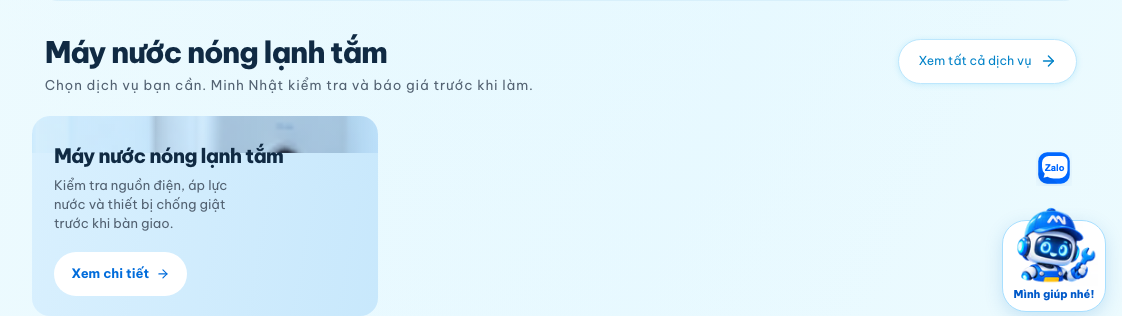 Máy nước nóng lạnh tắm
Chọn dịch vụ bạn cần. Minh Nhật kiểm tra và báo giá trước khi làm.
Xem tất cả dịch vụ
Máy nước nóng lạnh tắm
Kiểm tra nguồn điện, áp lực
nước và thiết bị chống giật
trước khi bàn giao.
Xem chi tiết
Zalo
Mình giúp nhé!